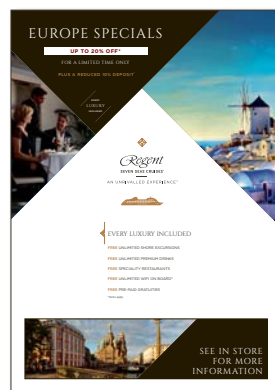 EUROPE SPECIALS
UP TO 20% OFF*
FOR A LIMITED TIME ONLY
PLUS A REDUCED 10% DEPOSIT*
LUXURY
Regent
SEVEN SEAS CRUISES
AN UNRIVALLED EXPERIENCE™
EVERY LUXURY INCLUDED
FREE UNLIMITED SHORE EXCURSIONS
FREE UNLIMITED PREMIUM DRINKS
FREE SPECIALITY RESTAURANTS
FREE UNLIMITED WIFI ON BOARD*
FREE PRE-PAID GRATUITIES
SEE IN STORE
FOR MORE
INFORMATION